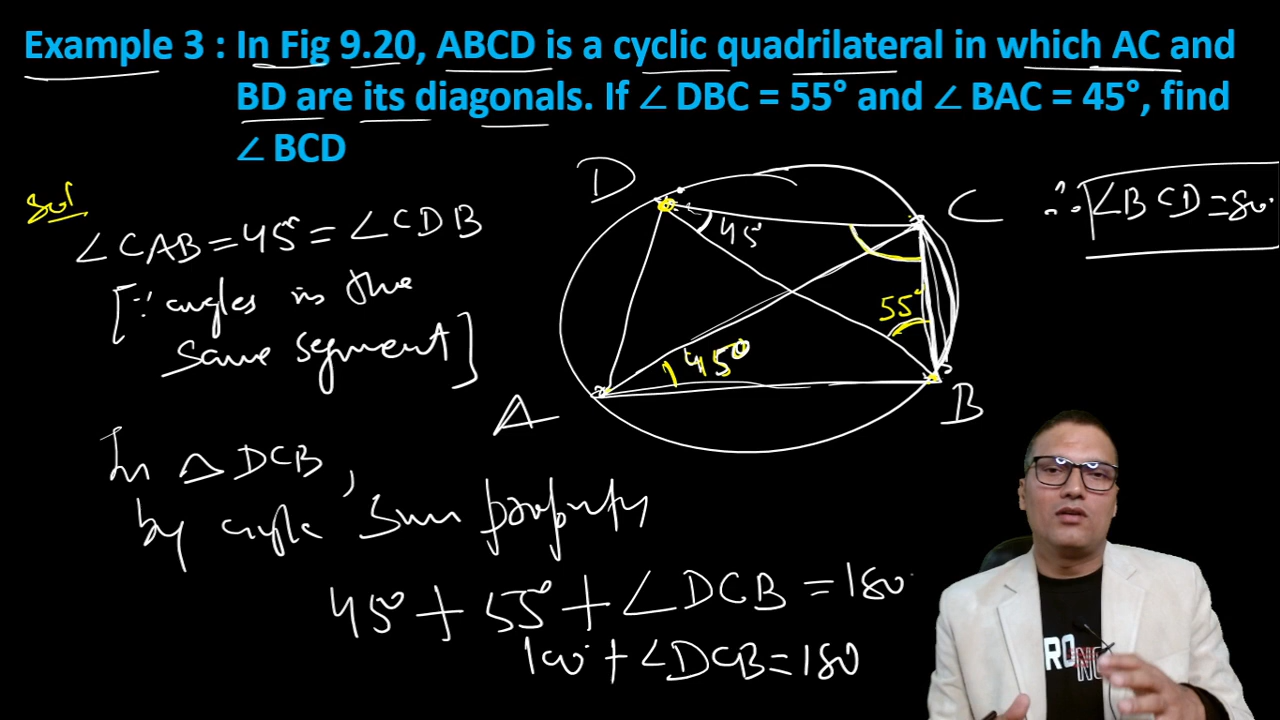 Example 3 : In Fig 9.20, ABCD is a cyclic quadrilateral in which AC and
BD are its diagonals. If ∠ DBC = 55° and ∠ BAC = 45°, find
∠ BCD
Sol
∠CAB = 45° = ∠CDB
[∵ angles in the
same segment]
D
C
45°
55°
45°
A
B
∴ ∠BCD = 80°
In △ DCB,
by angle sum property
45° + 55° + ∠DCB = 180°
100° + ∠DCB = 180
RO
NO